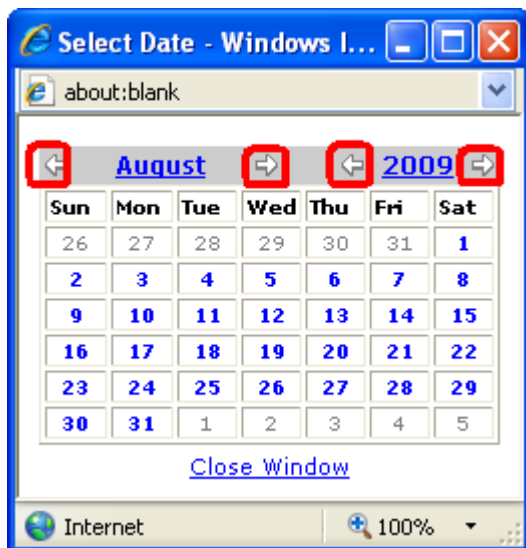 Select Date - Windows I...
about:blank
August 2009
Sun Mon Tue Wed Thu Fri Sat
26 27 28 29 30 31 1
2 3 4 5 6 7 8
9 10 11 12 13 14 15
16 17 18 19 20 21 22
23 24 25 26 27 28 29
30 31 1 2 3 4 5
Close Window
Internet 100%